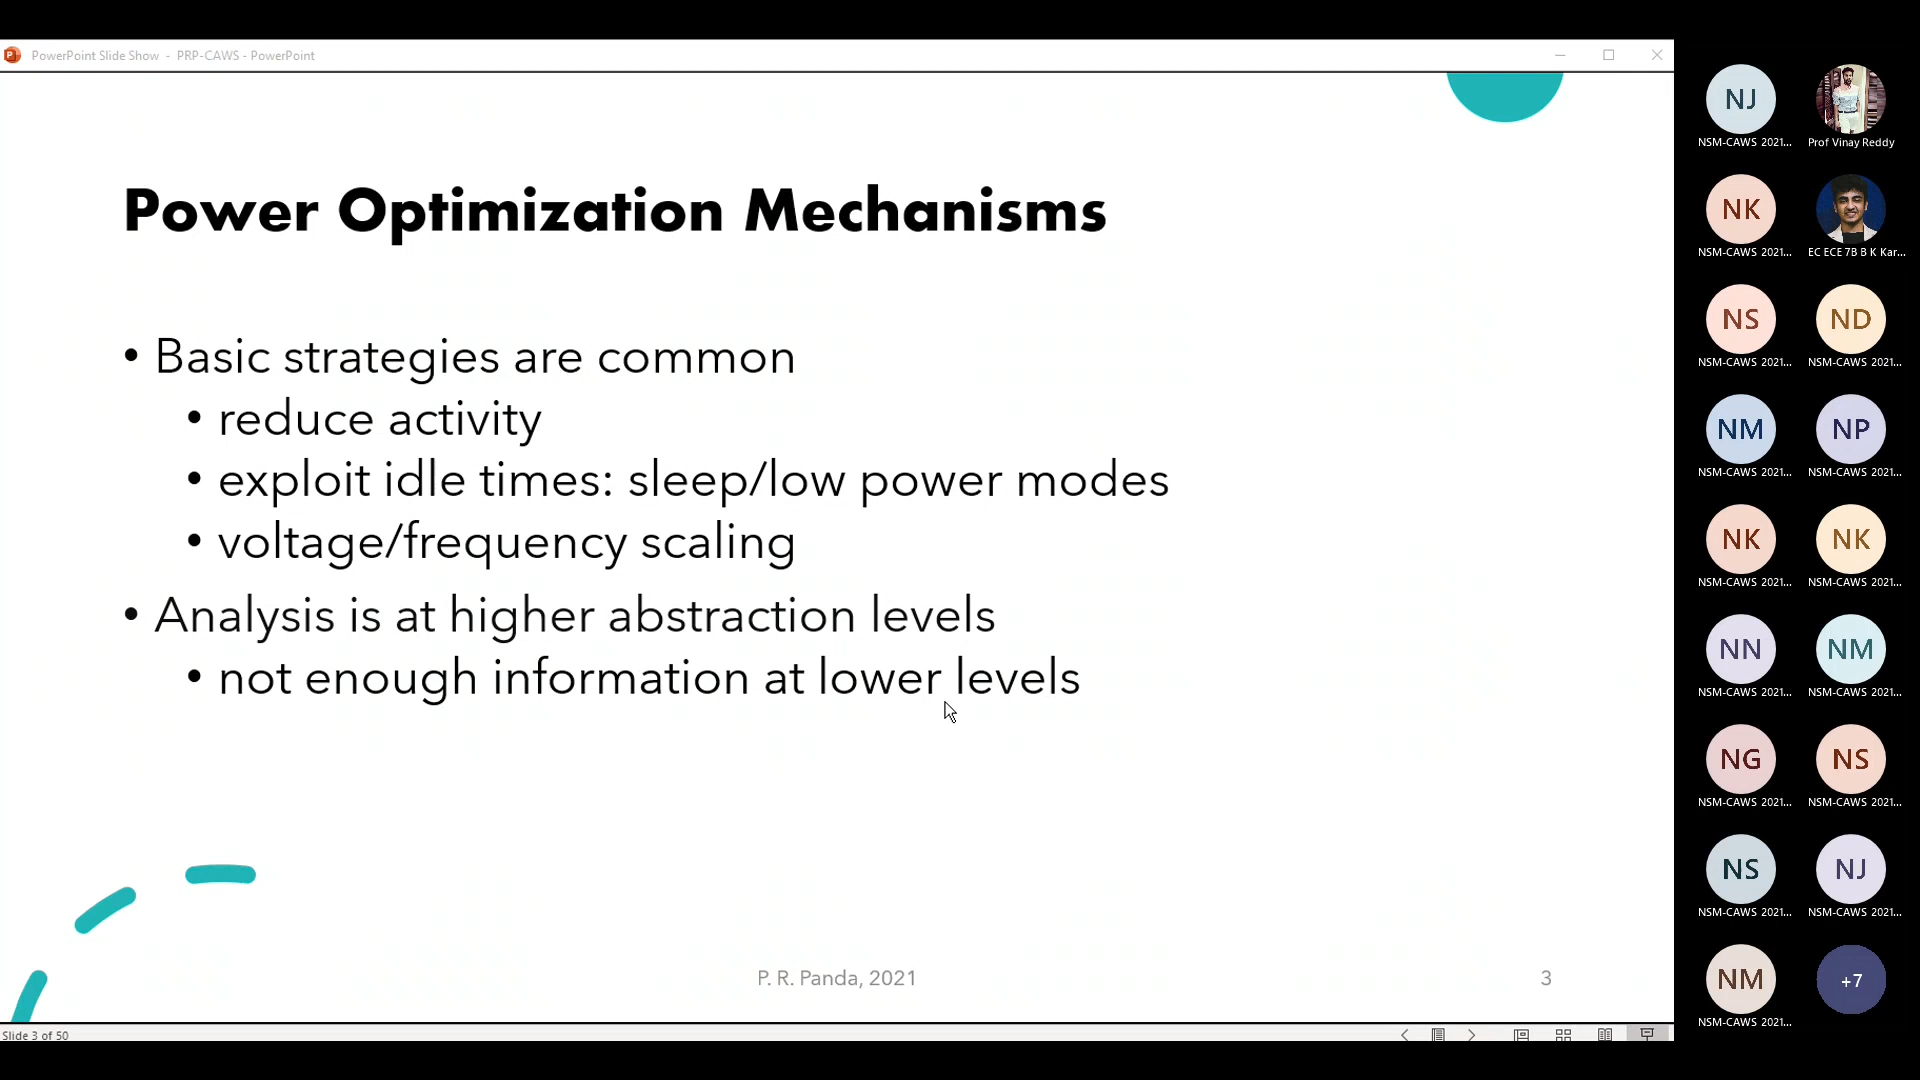 PowerPoint Slide Show - PRP-CAWS - PowerPoint
Power Optimization Mechanisms
• Basic strategies are common
• reduce activity
• exploit idle times: sleep/low power modes
• voltage/frequency scaling
• Analysis is at higher abstraction levels
• not enough information at lower levels
P. R. Panda, 2021
3
Slide 3 of 50
NJ
NSM-CAWS 2021...
Prof Vinay Reddy
NK
NSM-CAWS 2021...
EC ECE 7B B K Kar...
NS
NSM-CAWS 2021...
ND
NSM-CAWS 2021...
NM
NSM-CAWS 2021...
NP
NSM-CAWS 2021...
NK
NSM-CAWS 2021...
NK
NSM-CAWS 2021...
NN
NSM-CAWS 2021...
NM
NSM-CAWS 2021...
NG
NSM-CAWS 2021...
NS
NSM-CAWS 2021...
NS
NSM-CAWS 2021...
NJ
NSM-CAWS 2021...
NM
NSM-CAWS 2021...
+7